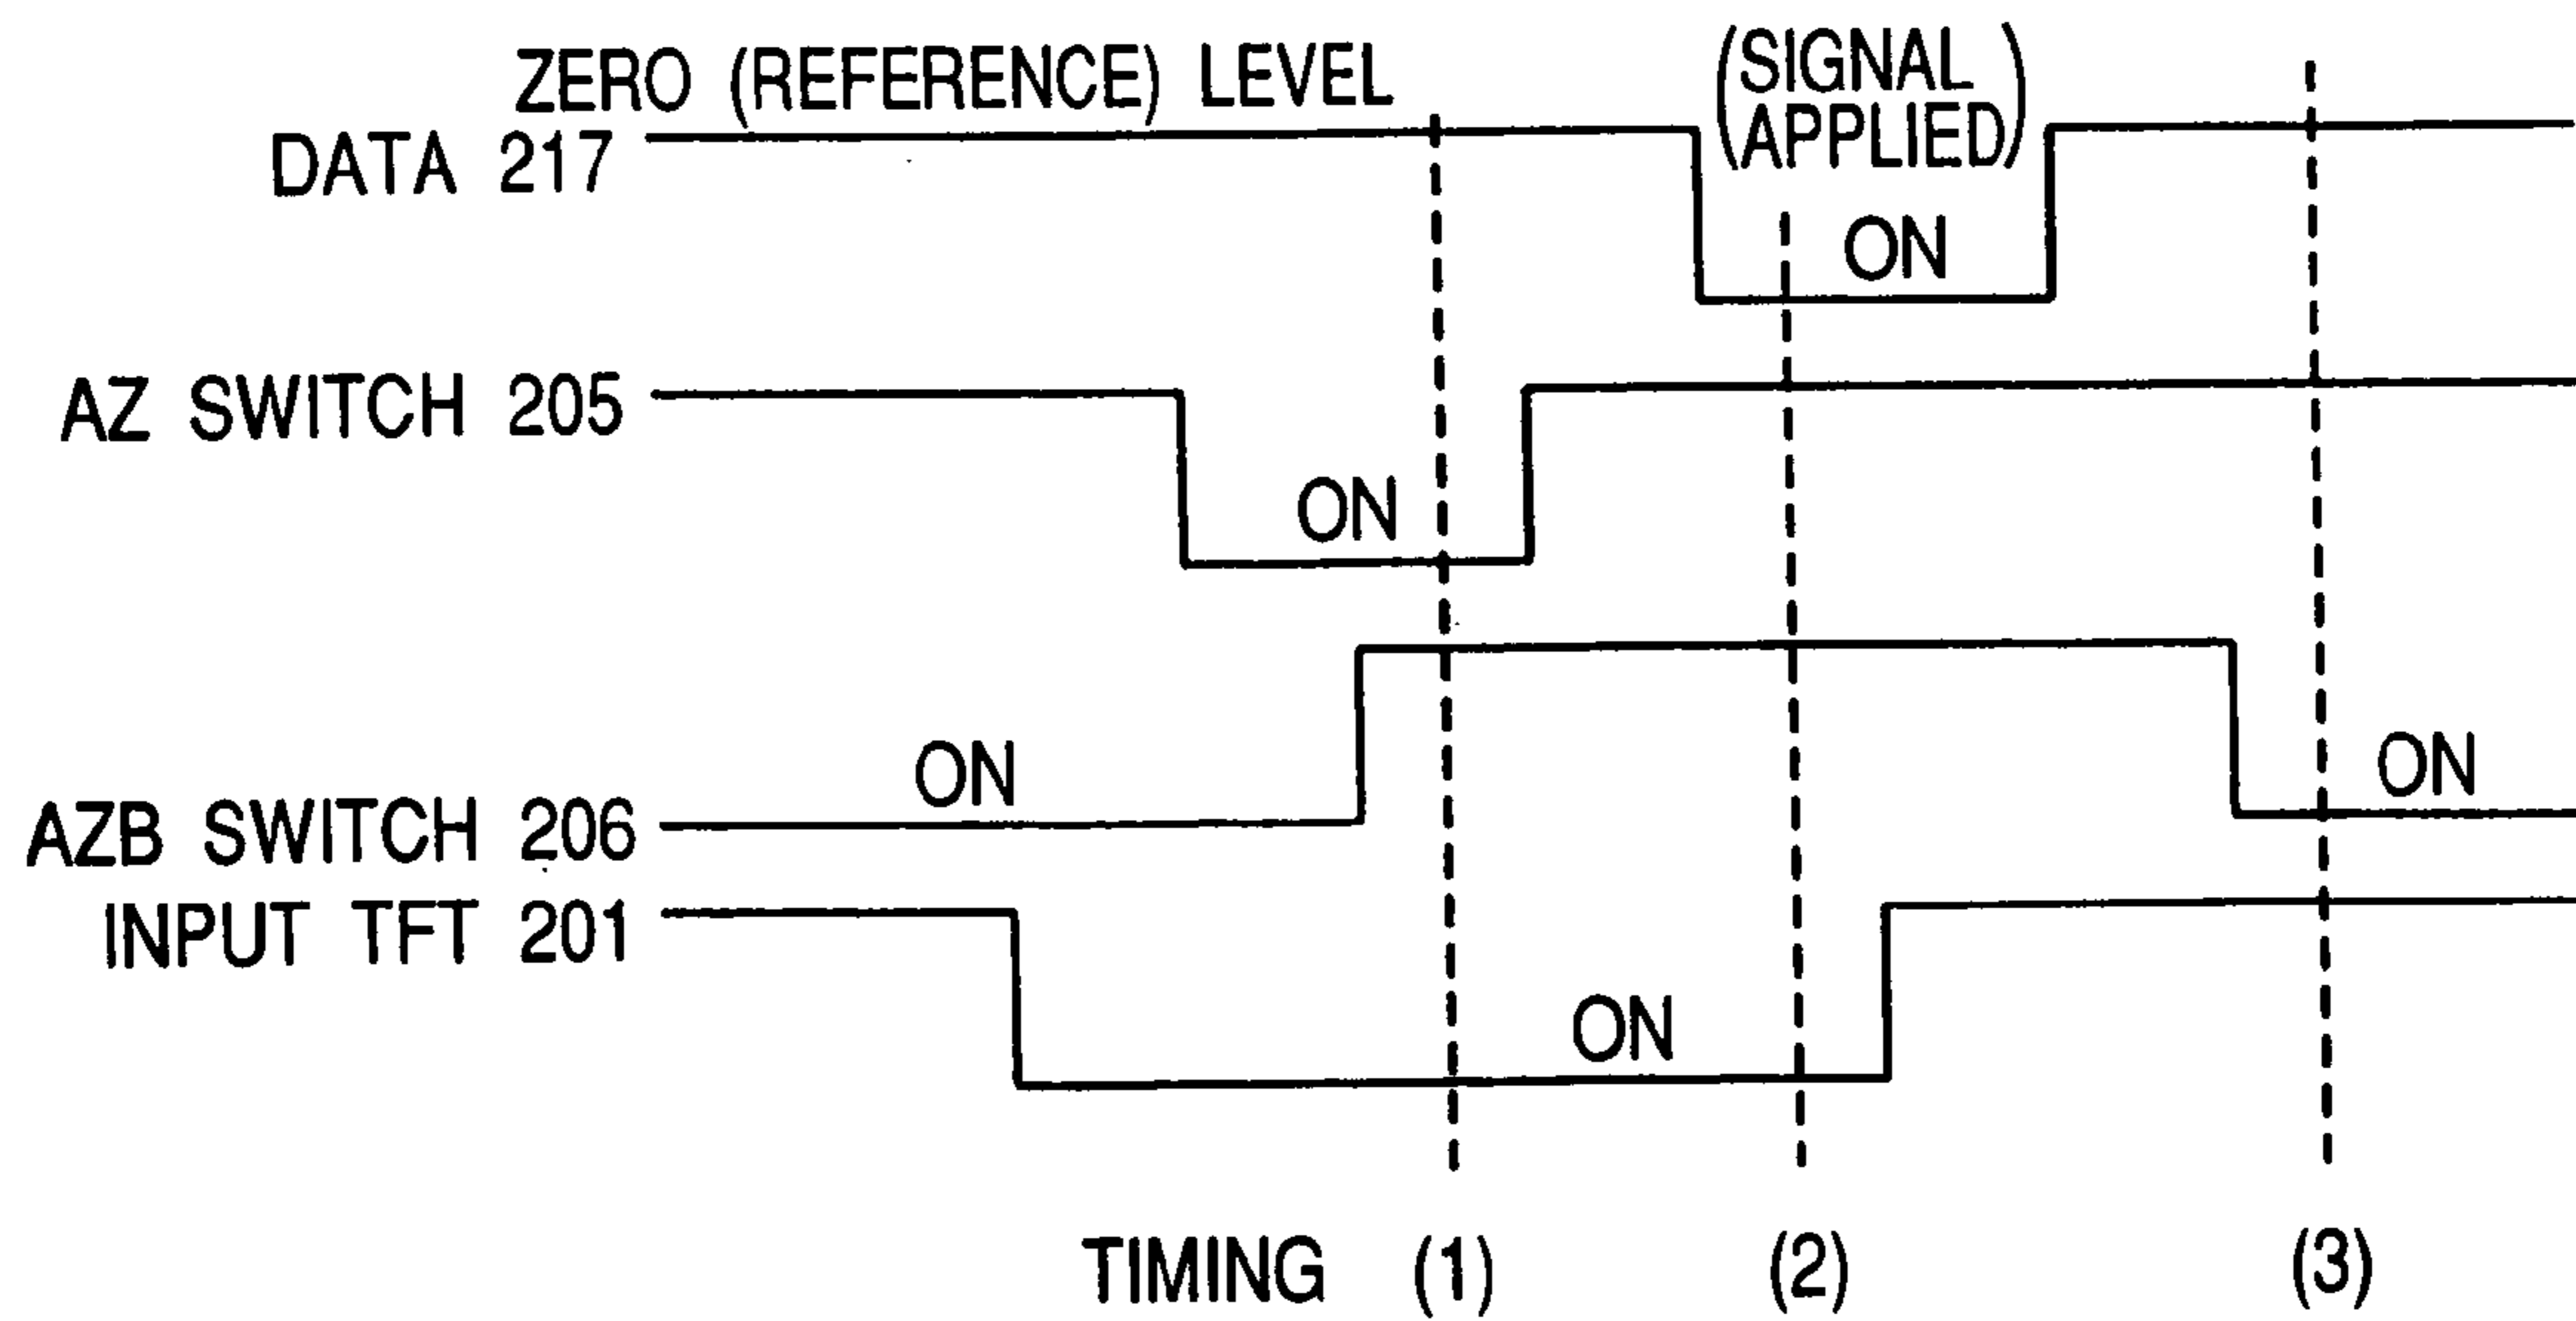 ZERO (REFERENCE) LEVEL
(SIGNAL
APPLIED)
DATA 217
ON
AZ SWITCH 205
ON
ON
ON
AZB SWITCH 206
INPUT TFT 201
ON
TIMING (1) (2) (3)